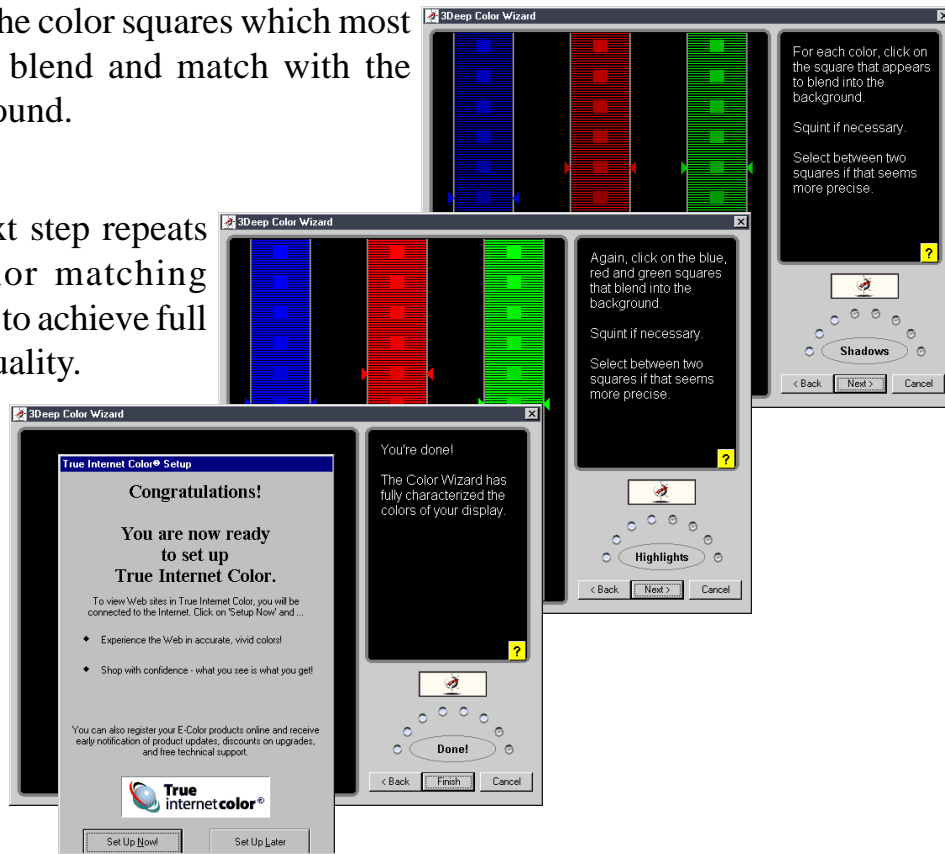 he color squares which most
blend and match with the
ound.
xt step repeats
lor matching
to achieve full
uality.
3Deep Color Wizard
For each color, click on
the square that appears
to blend into the
background.
Squint if necessary.
Select between two
squares if that seems
more precise.
?
Shadows
< Back Next > Cancel
3Deep Color Wizard
Again, click on the blue,
red and green squares
that blend into the
background.
Squint if necessary.
Select between two
squares if that seems
more precise.
?
Highlights
< Back Next > Cancel
3Deep Color Wizard
True Internet Color® Setup
Congratulations!
You are now ready
to set up
True Internet Color.
To view Web sites in True Internet Color, you will be
connected to the Internet. Click on 'Setup Now' and ...
◆ Experience the Web in accurate, vivid colors!
◆ Shop with confidence - what you see is what you get!
You can also register your E-Color products online and receive
early notification of product updates, discounts on upgrades,
and free technical support.
True
internetcolor®
Set Up Now! Set Up Later
You're done!
The Color Wizard has
fully characterized the
colors of your display.
?
Done!
< Back Finish Cancel